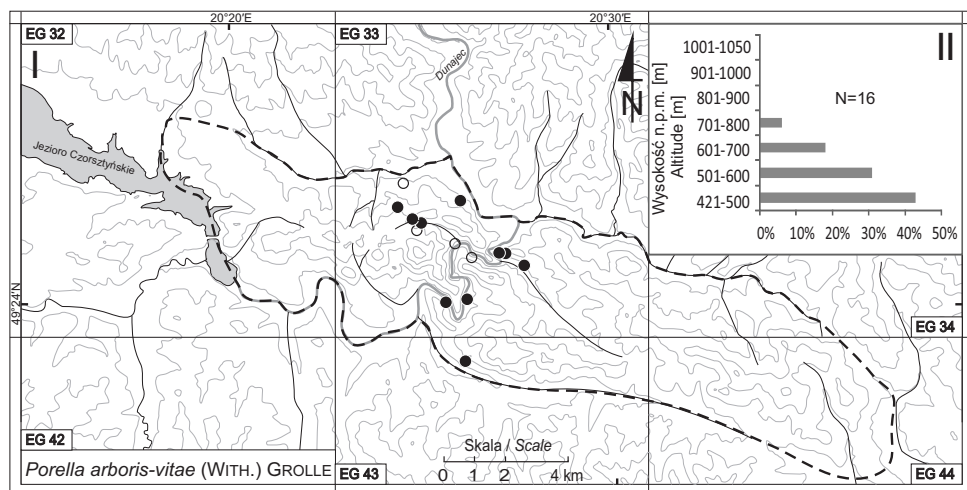 20°20'E
20°30'E
EG 32
EG 33
I
II
Dunajec
N
Jezioro Czorsztyńskie
Wysokość n.p.m. [m]
Altitude [m]
1001-1050
901-1000
801-900
701-800
601-700
501-600
421-500
N=16
0% 10% 20% 30% 40% 50%
49°24'N
EG 34
EG 42
Porella arboris-vitae (WITH.) GROLLE
EG 43
Skala / Scale
0 1 2 4 km
EG 44